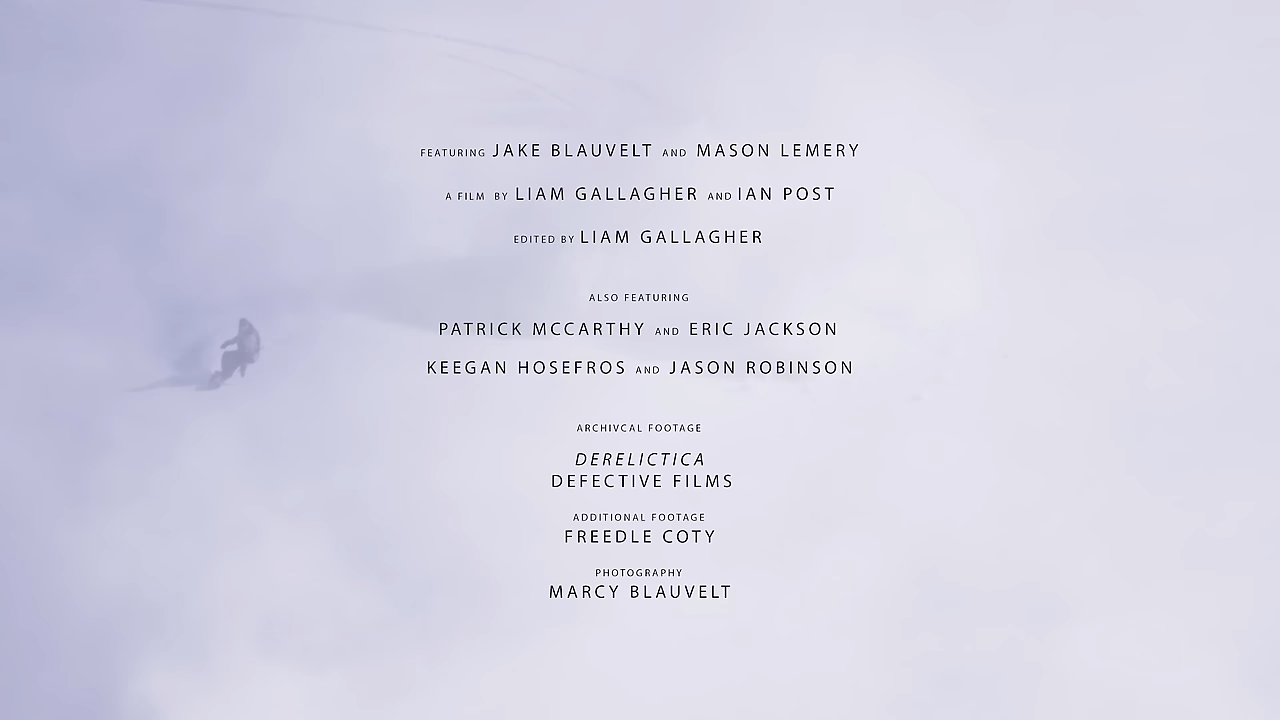 FEATURING JAKE BLAUVELT AND MASON LEMERY
A FILM BY LIAM GALLAGHER AND IAN POST
EDITED BY LIAM GALLAGHER
ALSO FEATURING
PATRICK MCCARTHY AND ERIC JACKSON
KEEGAN HOSEFROS AND JASON ROBINSON
ARCHIVCAL FOOTAGE
DERELICTICA
DEFECTIVE FILMS
ADDITIONAL FOOTAGE
FREEDLE COTY
PHOTOGRAPHY
MARCY BLAUVELT